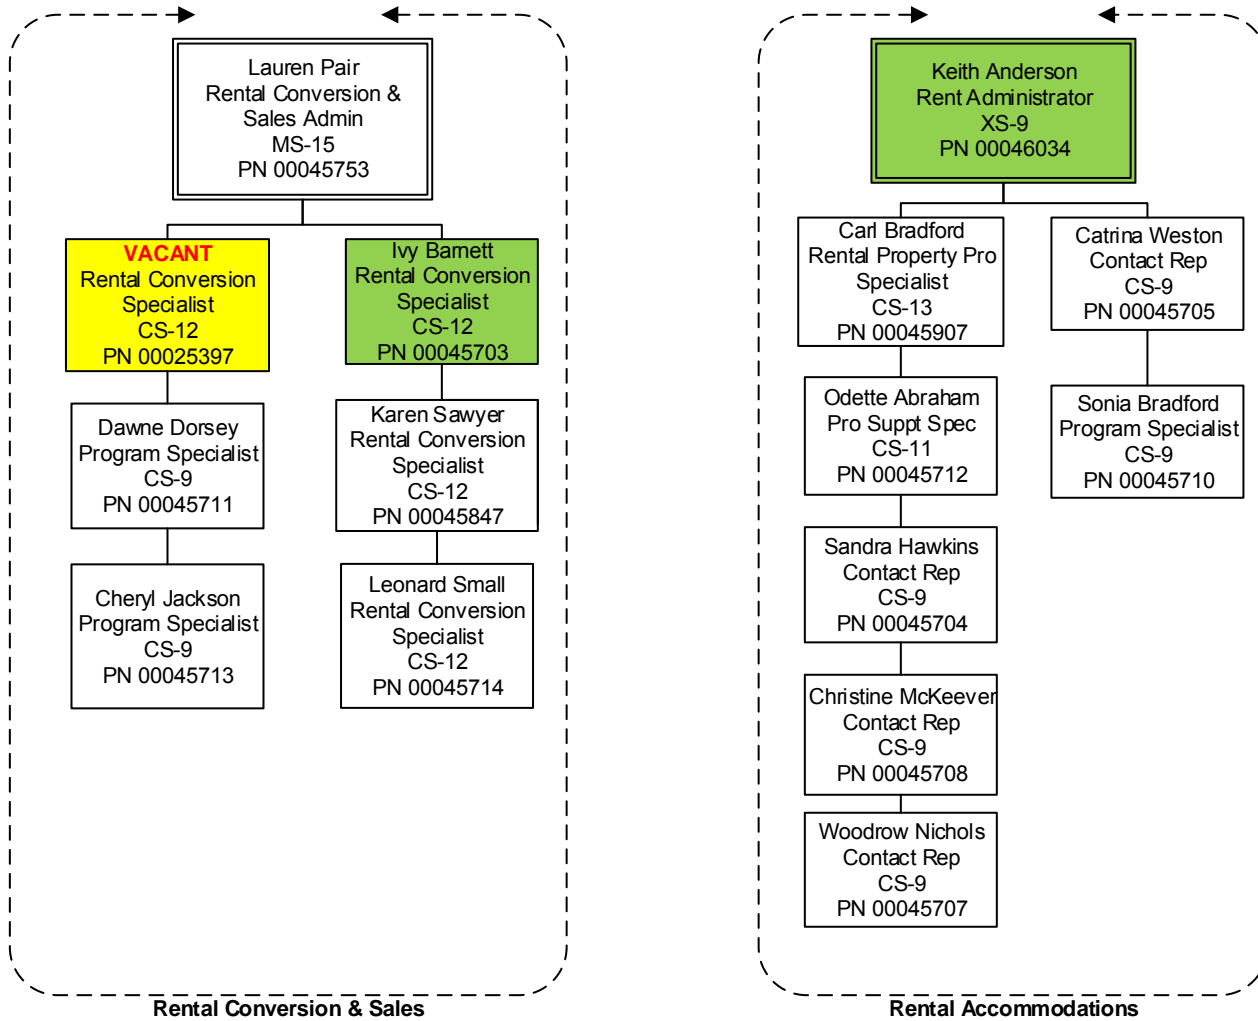 Lauren Pair
Rental Conversion &
Sales Admin
MS-15
PN 00045753
VACANT
Rental Conversion
Specialist
CS-12
PN 00025397
Ivy Barnett
Rental Conversion
Specialist
CS-12
PN 00045703
Dawne Dorsey
Program Specialist
CS-9
PN 00045711
Karen Sawyer
Rental Conversion
Specialist
CS-12
PN 00045847
Cheryl Jackson
Program Specialist
CS-9
PN 00045713
Leonard Small
Rental Conversion
Specialist
CS-12
PN 00045714
Rental Conversion & Sales
Keith Anderson
Rent Administrator
XS-9
PN 00046034
Carl Bradford
Rental Property Pro
Specialist
CS-13
PN 00045907
Catrina Weston
Contact Rep
CS-9
PN 00045705
Odette Abraham
Pro Suppt Spec
CS-11
PN 00045712
Sonia Bradford
Program Specialist
CS-9
PN 00045710
Sandra Hawkins
Contact Rep
CS-9
PN 00045704
Christine McKeever
Contact Rep
CS-9
PN 00045708
Woodrow Nichols
Contact Rep
CS-9
PN 00045707
Rental Accommodations